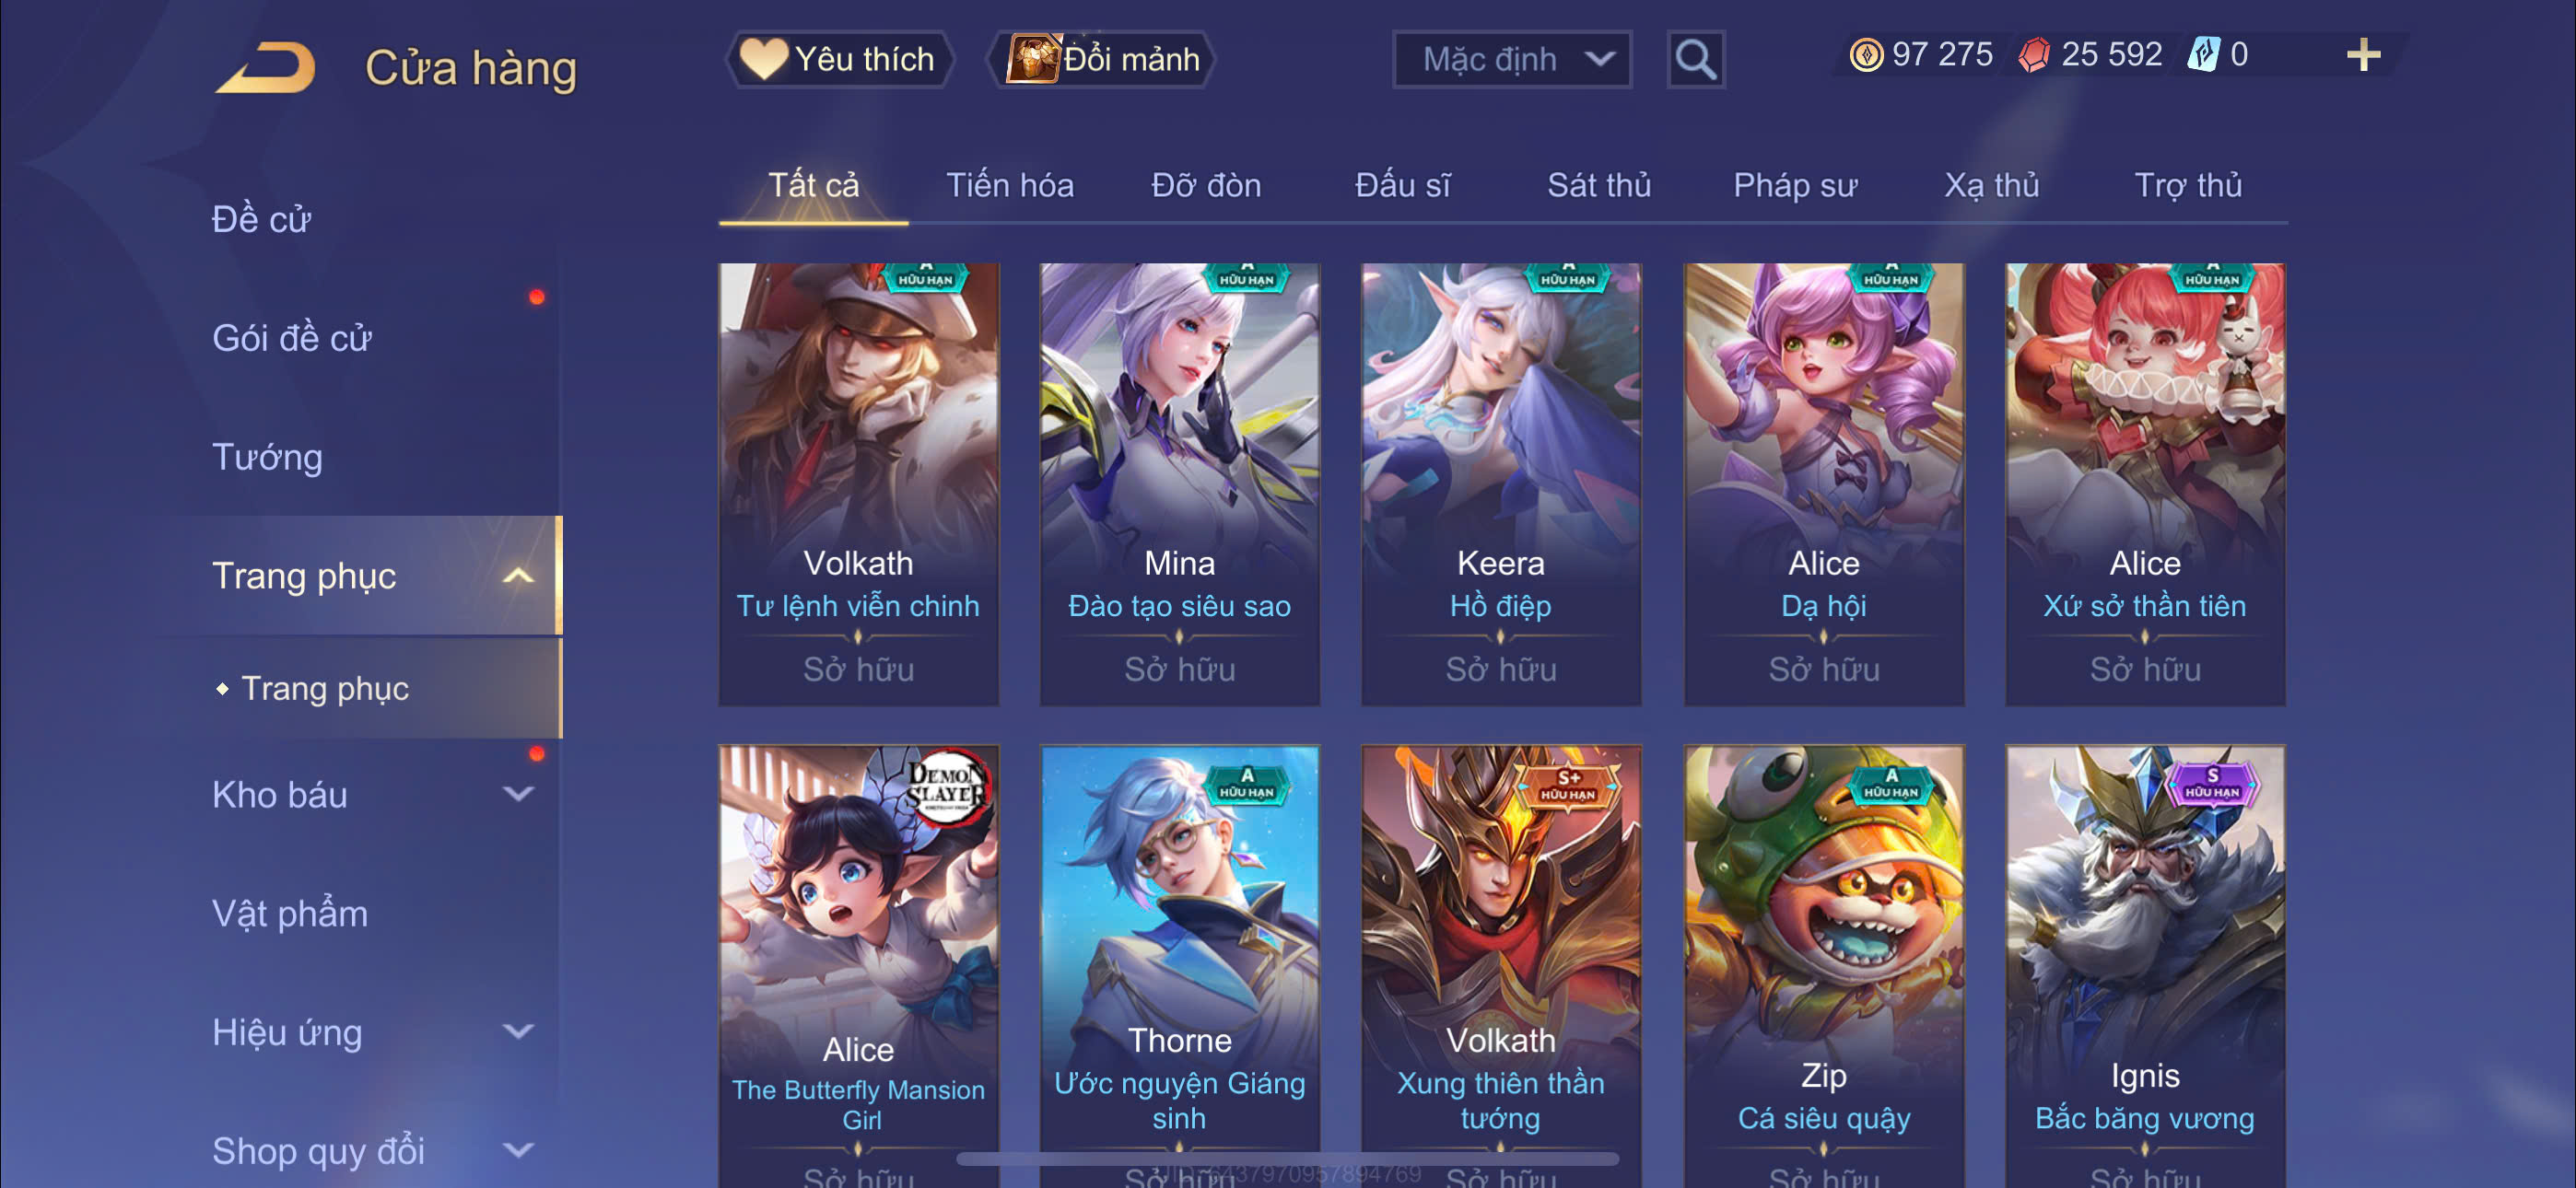 Cửa hàng
Yêu thích
Đổi mảnh
Mặc định
97 275
25 592
0
Đề cử
Gói đề cử
Tướng
Trang phục
Trang phục
Kho báu
Vật phẩm
Hiệu ứng
Shop quy đổi
Tất cả
Tiến hóa
Đỡ đòn
Đấu sĩ
Sát thủ
Pháp sư
Xạ thủ
Trợ thủ
A
HỮU HẠN
Volkath
Tư lệnh viễn chinh
Sở hữu
A
HỮU HẠN
Mina
Đào tạo siêu sao
Sở hữu
A
HỮU HẠN
Keera
Hồ điệp
Sở hữu
A
HỮU HẠN
Alice
Dạ hội
Sở hữu
A
HỮU HẠN
Alice
Xứ sở thần tiên
Sở hữu
DEMON
SLAYER
Alice
The Butterfly Mansion
Girl
Sở hữu
A
HỮU HẠN
Thorne
Ước nguyện Giáng
sinh
Sở hữu
S+
HỮU HẠN
Volkath
Xung thiên thần
tướng
Sở hữu
A
HỮU HẠN
Zip
Cá siêu quậy
Sở hữu
S
HỮU HẠN
Ignis
Bắc băng vương
Sở hữu